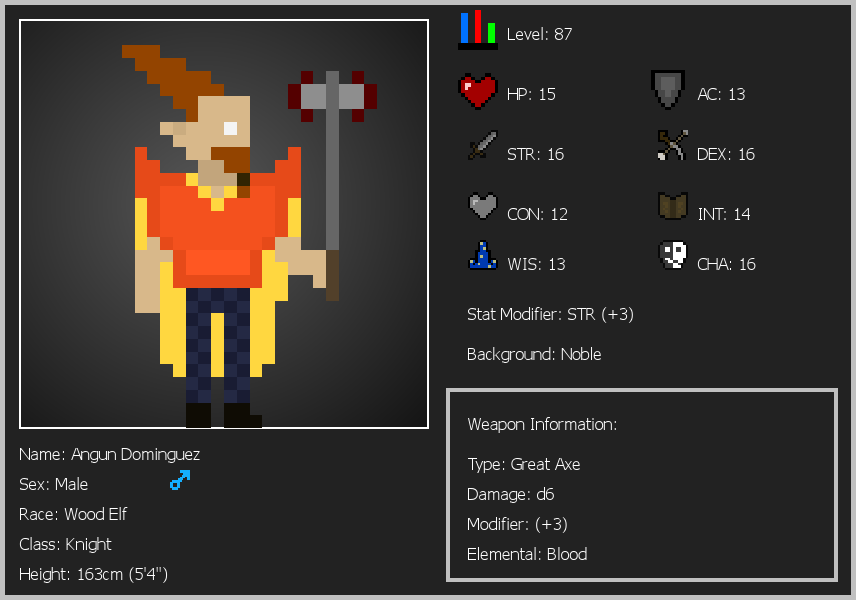 Level: 87
HP: 15
AC: 13
STR: 16
DEX: 16
CON: 12
INT: 14
WIS: 13
CHA: 16
Stat Modifier: STR (+3)
Background: Noble
Weapon Information:
Type: Great Axe
Damage: d6
Modifier: (+3)
Elemental: Blood
Name: Angun Dominguez
Sex: Male
Race: Wood Elf
Class: Knight
Height: 163cm (5'4")